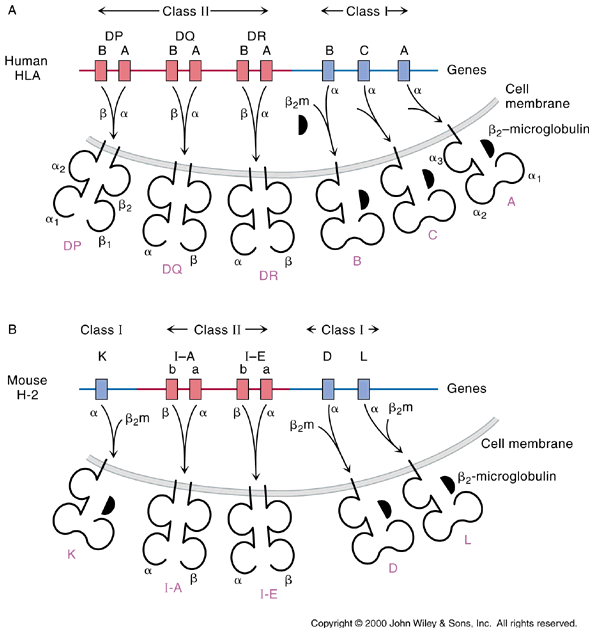 A
Class II
Class I
DP DQ DR
B A B A B A B C A
Human
HLA
Genes
β α β α β α α α α
β₂m
Cell
membrane
β₂–microglobulin
α₂ β₂ α₃ α₁
α₁ β₁ α₂
DP
α β
DQ
α β
DR
B
C
A
B
Class I
Class II
Class I
K I–A I–E D L
b a b a
Mouse
H-2
Genes
α β α β α α α
β₂m β₂m β₂m
Cell membrane
β₂-microglobulin
K
α β
I-A
α β
I-E
D
L
Copyright © 2000 John Wiley & Sons, Inc. All rights reserved.